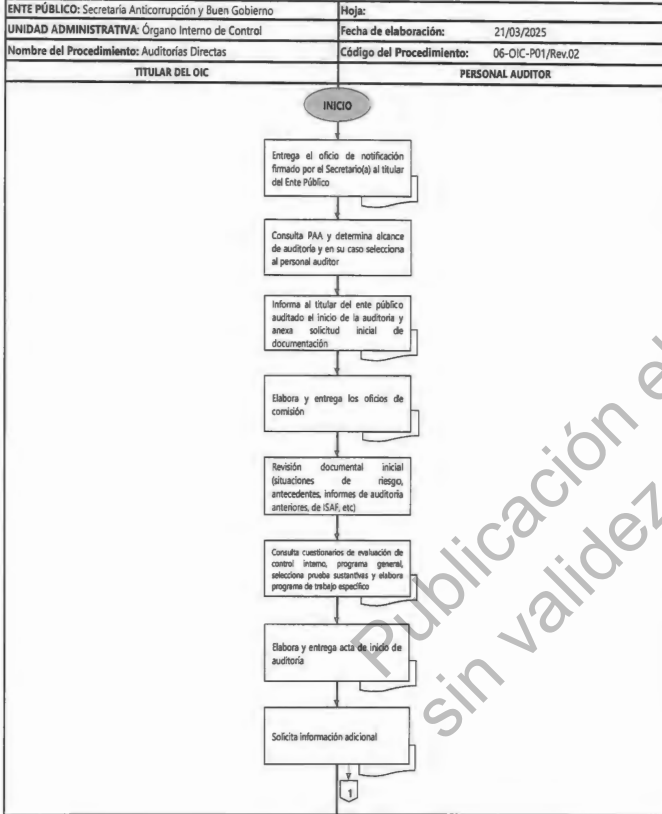 ENTE PÚBLICO: Secretaría Anticorrupción y Buen Gobierno
Hoja:
UNIDAD ADMINISTRATIVA: Órgano Interno de Control
Fecha de elaboración: 21/03/2025
Nombre del Procedimiento: Auditorías Directas
Código del Procedimiento: 06-OIC-P01/Rev.02
TITULAR DEL OIC
PERSONAL AUDITOR
INICIO
Entrega el oficio de notificación
firmado por el Secretario(a) al titular
del Ente Público
Consulta PAA y determina alcance
de auditoría y en su caso selecciona
al personal auditor
Informa al titular del ente público
auditado el inicio de la auditoria y
anexa solicitud inicial de
documentación
Elabora y entrega los oficios de
comisión
Revisión documental inicial
(situaciones de riesgo,
antecedentes, informes de auditoria
anteriores, de ISAF, etc)
Consulta cuestionarios de evaluación de
control interno, programa general,
selecciona prueba sustantivas y elabora
programa de trabajo específico
Elabora y entrega acta de inicio de
auditoría
Solicita información adicional
1
Publicación
sin validez